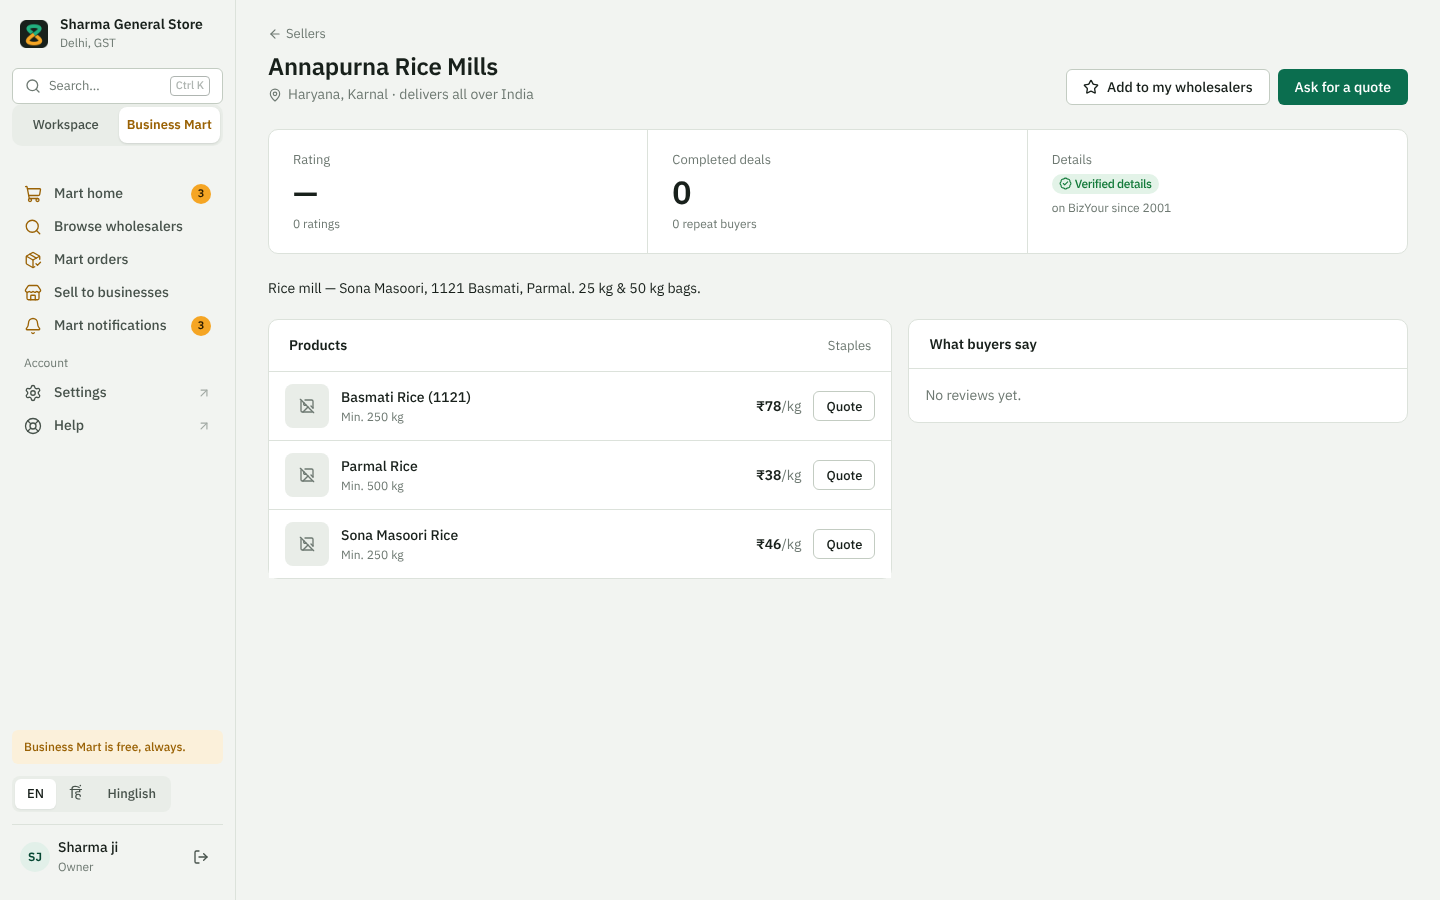 Sharma General Store
Delhi, GST
Search...
Ctrl K
Workspace
Business Mart
Mart home
3
Browse wholesalers
Mart orders
Sell to businesses
Mart notifications
3
Account
Settings
Help
Business Mart is free, always.
EN
हिं
Hinglish
SJ
Sharma ji
Owner
Sellers
Annapurna Rice Mills
Haryana, Karnal · delivers all over India
Add to my wholesalers
Ask for a quote
Rating
—
0 ratings
Completed deals
0
0 repeat buyers
Details
Verified details
on BizYour since 2001
Rice mill — Sona Masoori, 1121 Basmati, Parmal. 25 kg & 50 kg bags.
Products
Staples
Basmati Rice (1121)
Min. 250 kg
₹78/kg
Quote
Parmal Rice
Min. 500 kg
₹38/kg
Quote
Sona Masoori Rice
Min. 250 kg
₹46/kg
Quote
What buyers say
No reviews yet.